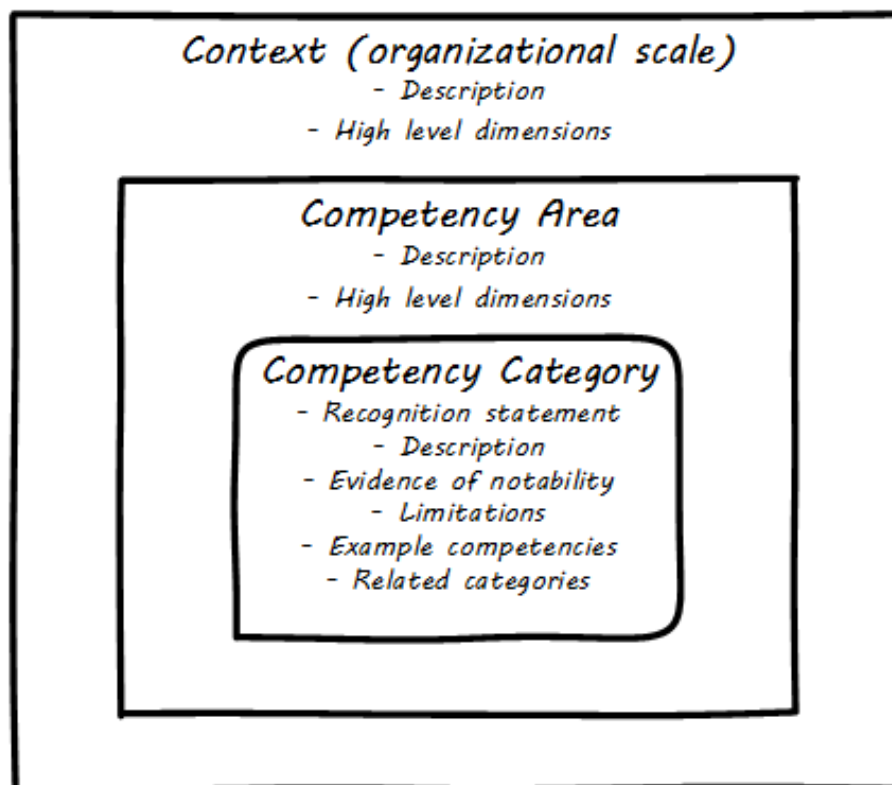 Context (organizational scale)
- Description
- High level dimensions
Competency Area
- Description
- High level dimensions
Competency Category
- Recognition statement
- Description
- Evidence of notability
- Limitations
- Example competencies
- Related categories